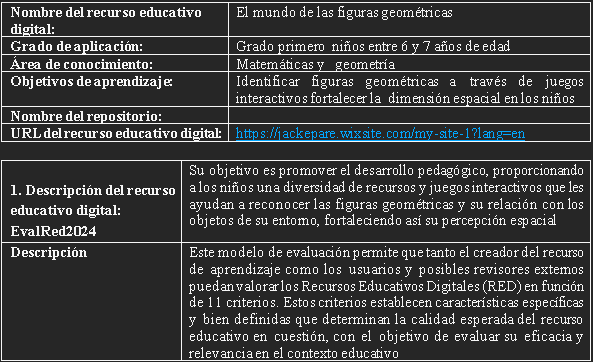 Nombre del recurso educativo El mundo de las figuras geométricas
digital:
Grado de aplicación: Grado primero niños entre 6 y 7 años de edad
Área de conocimiento: Matemáticas y geometría
Objetivos de aprendizaje: Identificar figuras geométricas a través de juegos
interactivos fortalecer la dimensión espacial en los niños
Nombre del repositorio:
URL del recurso educativo digital: https://jackepare.wixsite.com/my-site-1?lang=en
1. Descripción del recurso
educativo digital:
EvalRed2024
Su objetivo es promover el desarrollo pedagógico, proporcionando
a los niños una diversidad de recursos y juegos interactivos que les
ayudan a reconocer las figuras geométricas y su relación con los
objetos de su entorno, fortaleciendo así su percepción espacial
Descripción
Este modelo de evaluación permite que tanto el creador del recurso
de aprendizaje como los usuarios y posibles revisores externos
puedan valorar los Recursos Educativos Digitales (RED) en función
de 11 criterios. Estos criterios establecen características específicas
y bien definidas que determinan la calidad esperada del recurso
educativo en cuestión, con el objetivo de evaluar su eficacia y
relevancia en el contexto educativo